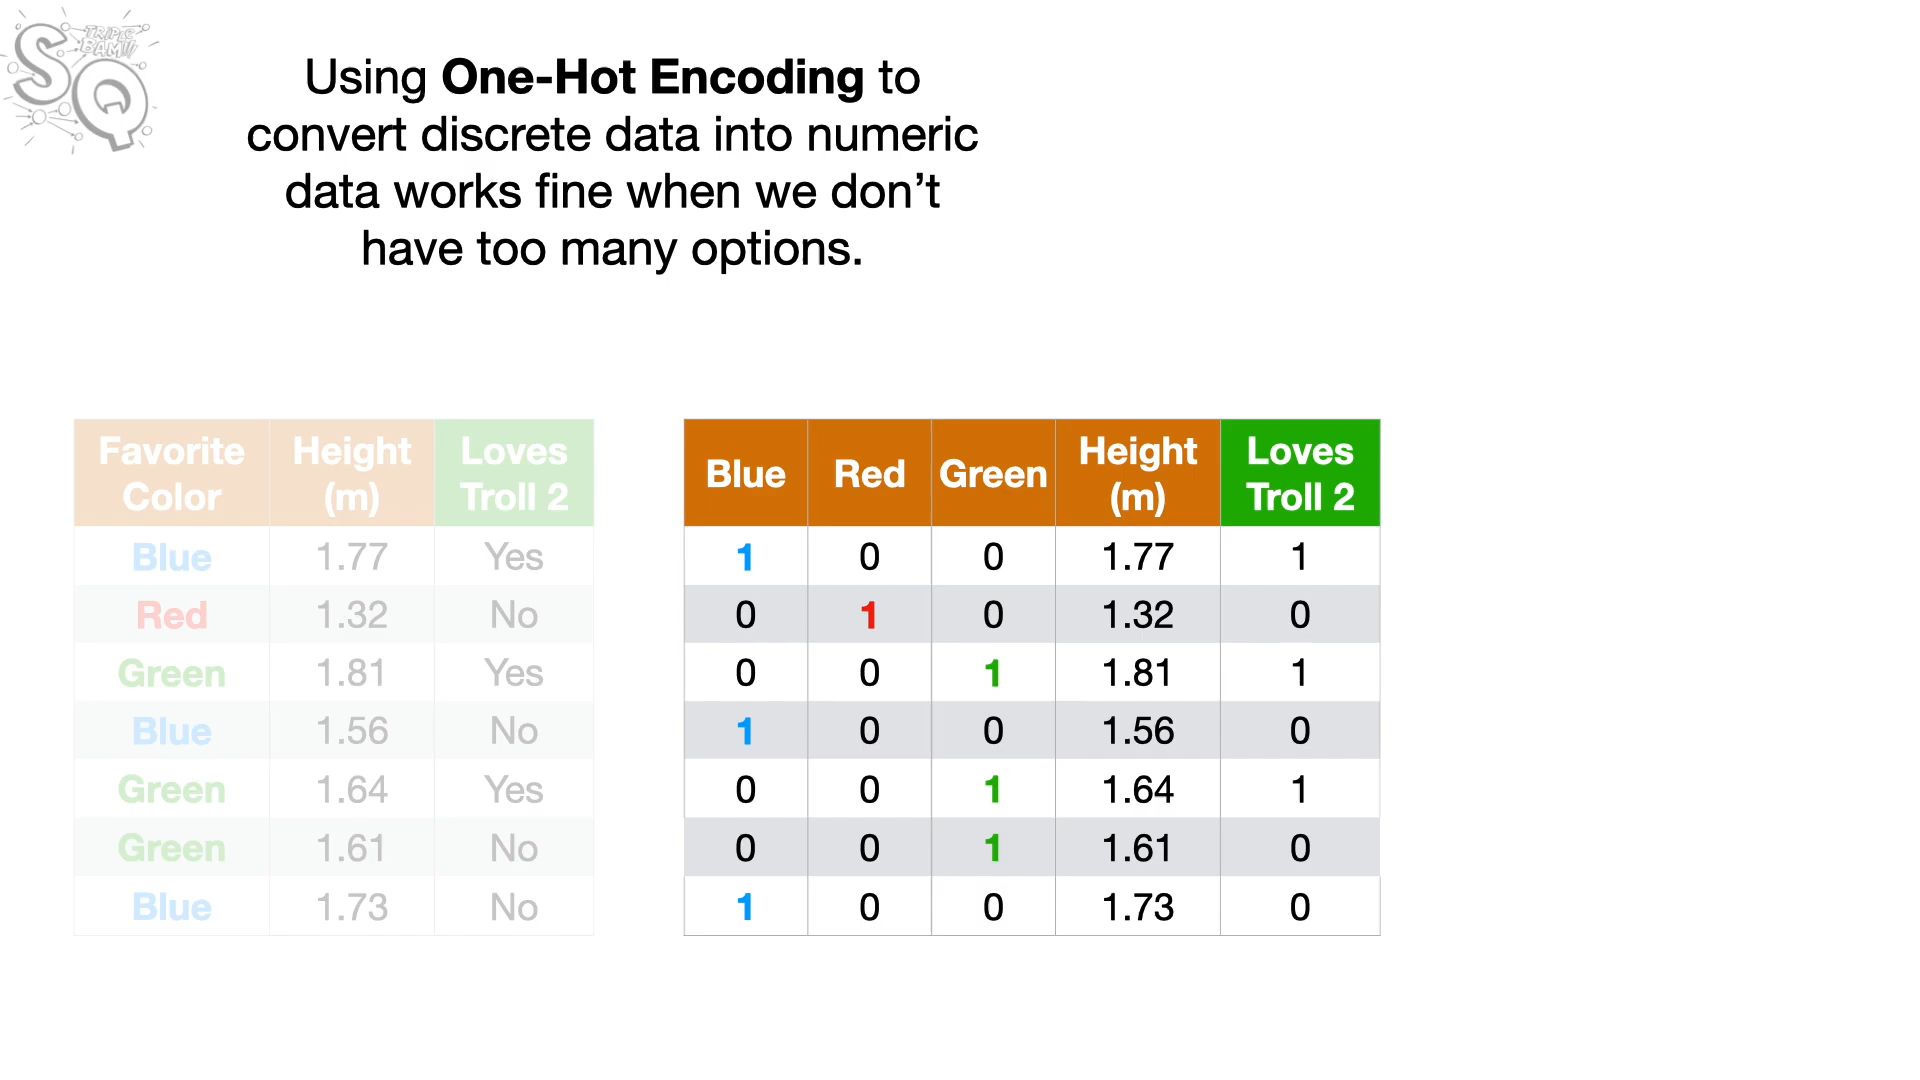 TRIPLE
BAM!!!
SQ
Using One-Hot Encoding to
convert discrete data into numeric
data works fine when we don’t
have too many options.
Favorite Color Height (m) Loves Troll 2
Blue 1.77 Yes
Red 1.32 No
Green 1.81 Yes
Blue 1.56 No
Green 1.64 Yes
Green 1.61 No
Blue 1.73 No
Blue Red Green Height (m) Loves Troll 2
1 0 0 1.77 1
0 1 0 1.32 0
0 0 1 1.81 1
1 0 0 1.56 0
0 0 1 1.64 1
0 0 1 1.61 0
1 0 0 1.73 0